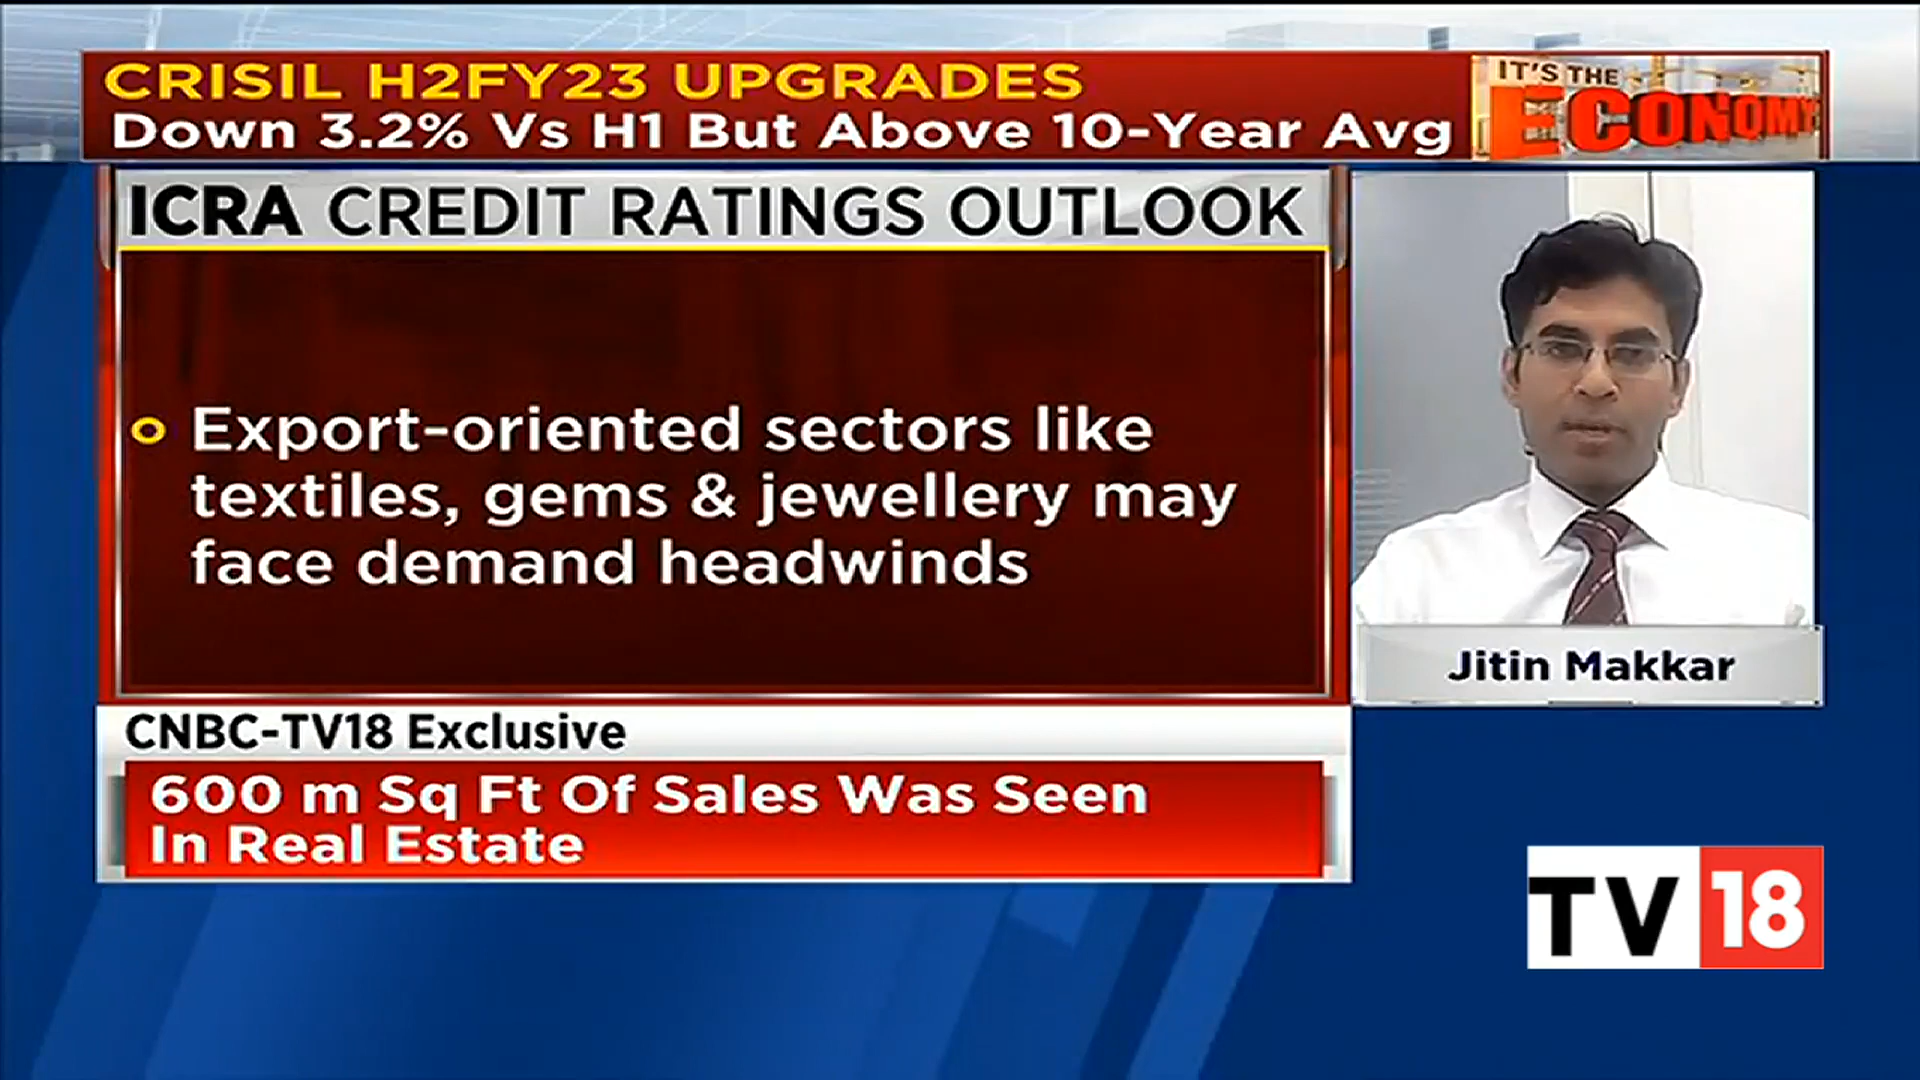 CRISIL H2FY23 UPGRADES
Down 3.2% Vs H1 But Above 10-Year Avg
IT'S THE
ECONOMY
ICRA CREDIT RATINGS OUTLOOK
Export-oriented sectors like
textiles, gems & jewellery may
face demand headwinds
Jitin Makkar
CNBC-TV18 Exclusive
600 m Sq Ft Of Sales Was Seen
In Real Estate
TV18